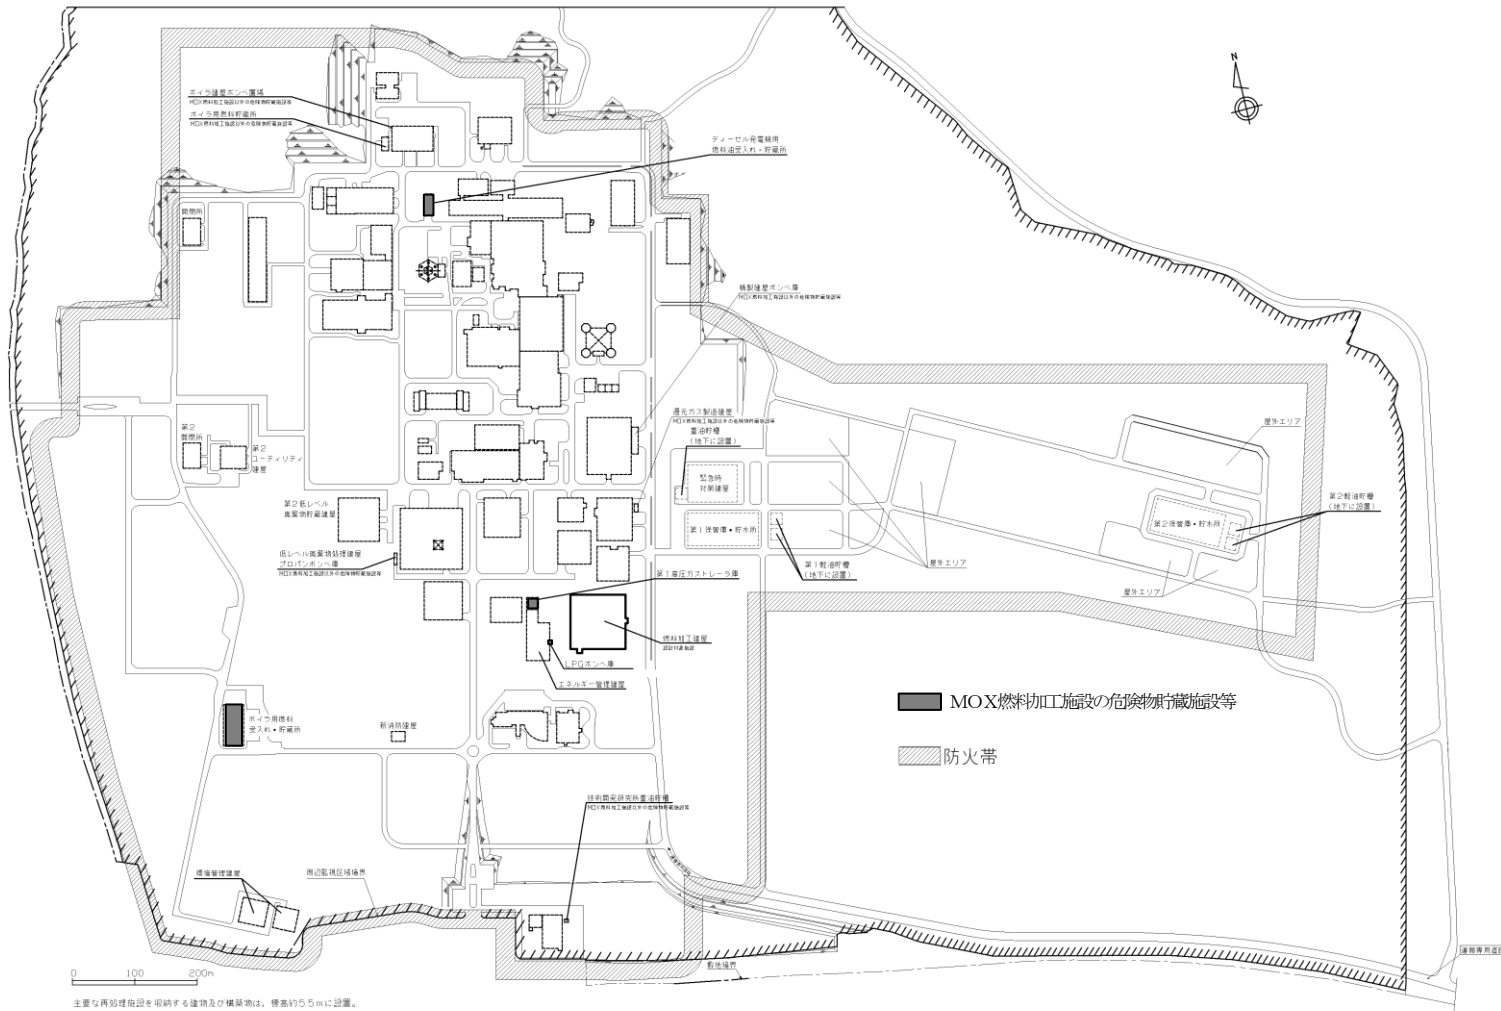 N
ボイラ建屋ボンベ置場
MOX燃料加工施設以外の危険物貯蔵施設等
ボイラ用燃料貯蔵所
MOX燃料加工施設以外の危険物貯蔵施設等
ディーゼル発電機用
燃料油受入れ・貯蔵所
開閉所
精製建屋ボンベ庫
MOX燃料加工施設以外の危険物貯蔵施設等
還元ガス製造建屋
MOX燃料加工施設以外の危険物貯蔵施設等
重油貯槽
(地下に設置)
屋外エリア
第2
開閉所
第2
ユーティリティ
建屋
緊急時
対策建屋
第2軽油貯槽
(地下に設置)
第2低レベル
廃棄物貯蔵建屋
第1保管庫・貯水所
第2保管庫・貯水所
低レベル廃棄物処理建屋
プロパンボンベ庫
MOX燃料加工施設以外の危険物貯蔵施設等
第1軽油貯槽
(地下に設置)
屋外エリア
第1高圧ガストレーラ庫
屋外エリア
燃料加工建屋
設計対象施設
LPGボンベ庫
エネルギー管理建屋
MOX燃料加工施設の危険物貯蔵施設等
ボイラ用燃料
受入れ・貯蔵所
新消防建屋
防火帯
技術開発研究所重油貯槽
MOX燃料加工施設以外の危険物貯蔵施設等
環境管理建屋
周辺監視区域境界
敷地境界
運搬専用道路
0 100 200m
主要な再処理施設を収納する建物及び構築物は、標高約55mに設置。